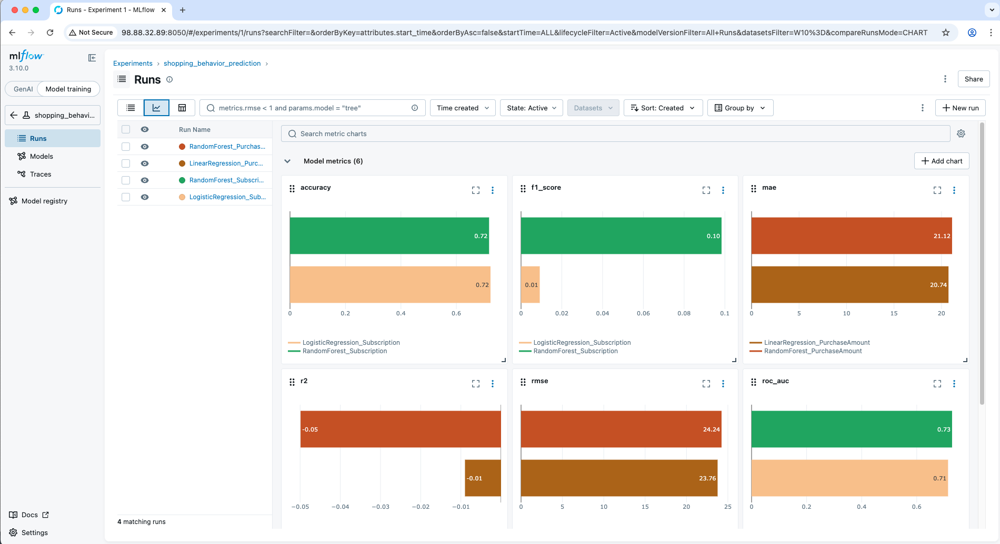 Runs - Experiment 1 - MLflow
Not Secure
98.88.32.89:8050/#/experiments/1/runs?searchFilter=&orderByKey=attributes.start_time&orderByAsc=false&startTime=ALL&lifecycleFilter=Active&modelVersionFilter=All+Runs&datasetsFilter=W10%3D&compareRunsMode=CHART
mlflow
3.10.0
GenAI
Model training
shopping_behavi...
Runs
Models
Traces
Model registry
Docs
Settings
Experiments › shopping_behavior_prediction ›
Runs
Share
metrics.rmse < 1 and params.model = "tree"
Time created
State: Active
Datasets
Sort: Created
Group by
New run
Run Name
RandomForest_Purchas...
LinearRegression_Purc...
RandomForest_Subscri...
LogisticRegression_Sub...
4 matching runs
Search metric charts
Model metrics (6)
Add chart
accuracy
0.72
0.72
0 0.2 0.4 0.6
LogisticRegression_Subscription
RandomForest_Subscription
f1_score
0.10
0.01
0 0.02 0.04 0.06 0.08 0.1
LogisticRegression_Subscription
RandomForest_Subscription
mae
21.12
20.74
0 5 10 15 20
LinearRegression_PurchaseAmount
RandomForest_PurchaseAmount
r2
-0.05
-0.01
−0.05 −0.04 −0.03 −0.02 −0.01
rmse
24.24
23.76
0 5 10 15 20 25
roc_auc
0.73
0.71
0 0.2 0.4 0.6